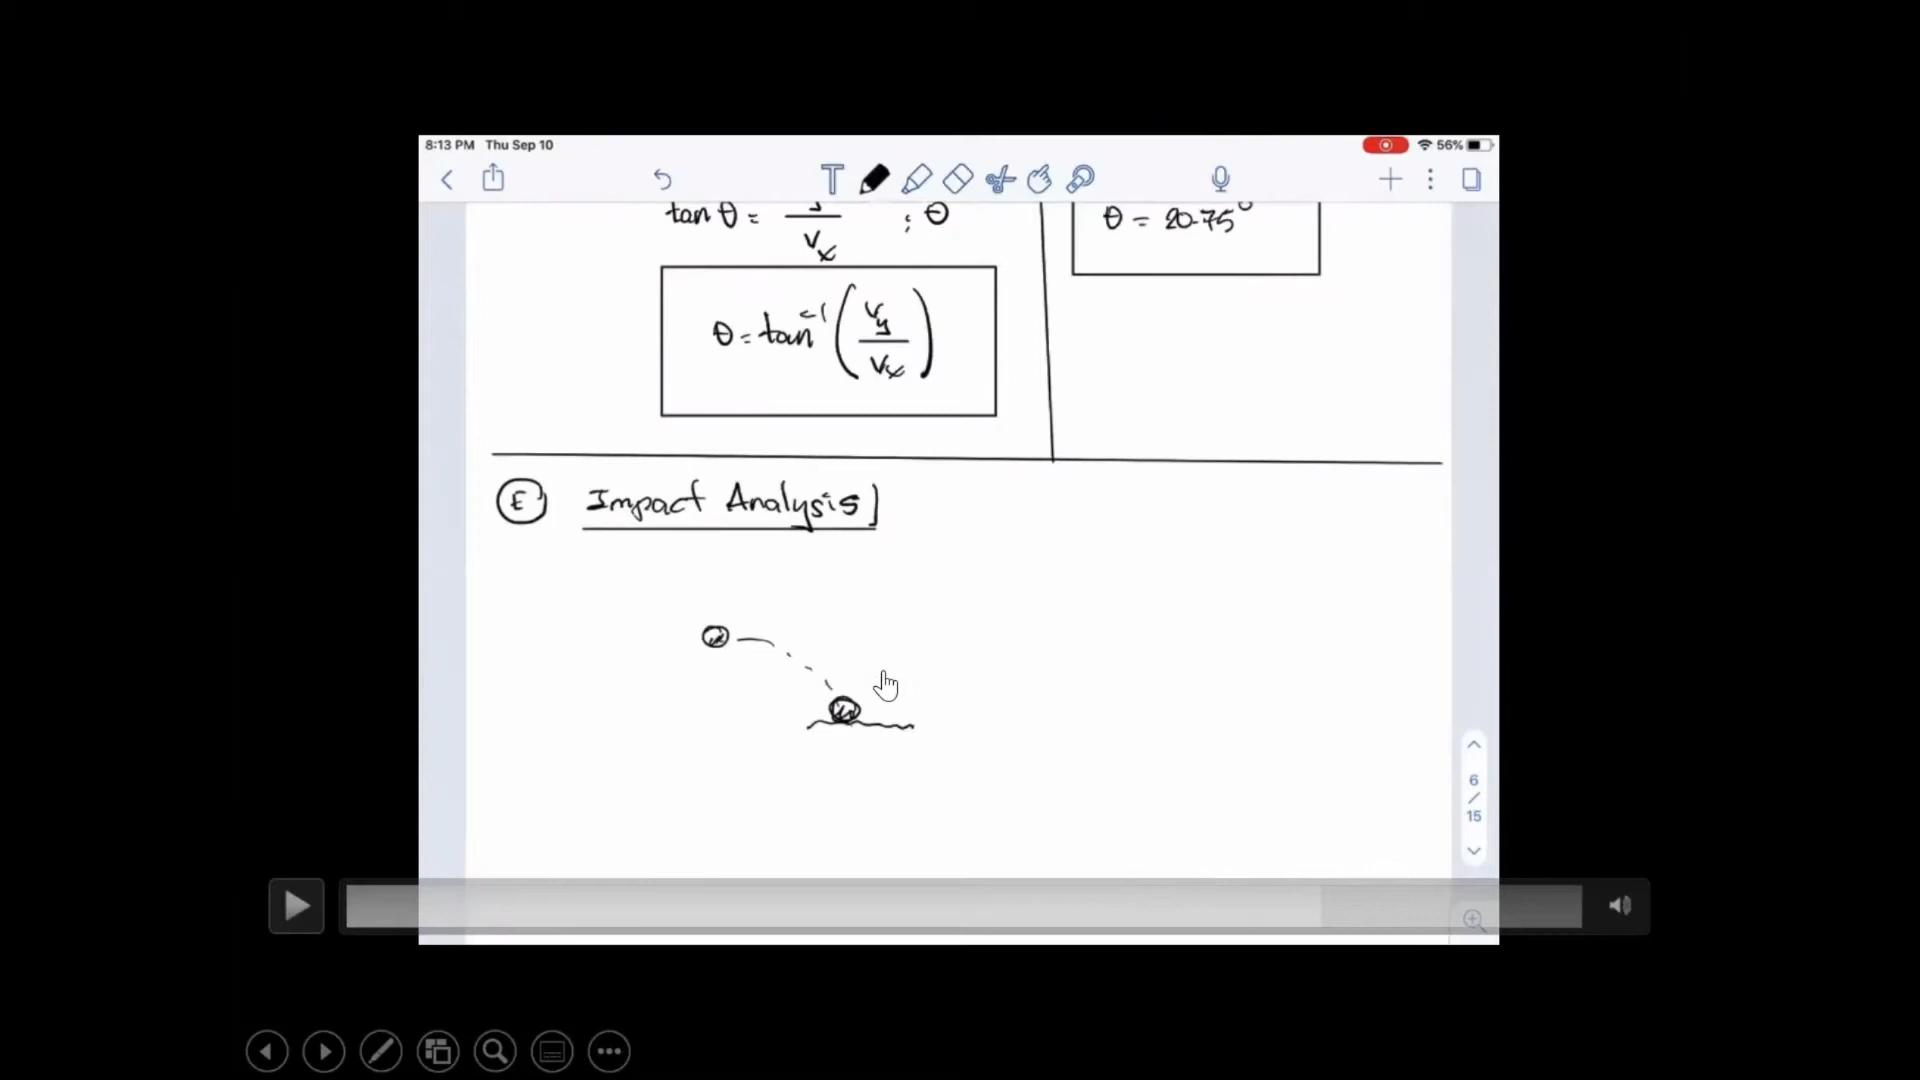 8:13 PM Thu Sep 10
56%
T
tan θ = y / Vx ; θ
θ = 20.75°
θ = tan⁻¹ (Vy / Vx)
E Impact Analysis]
6
/
15